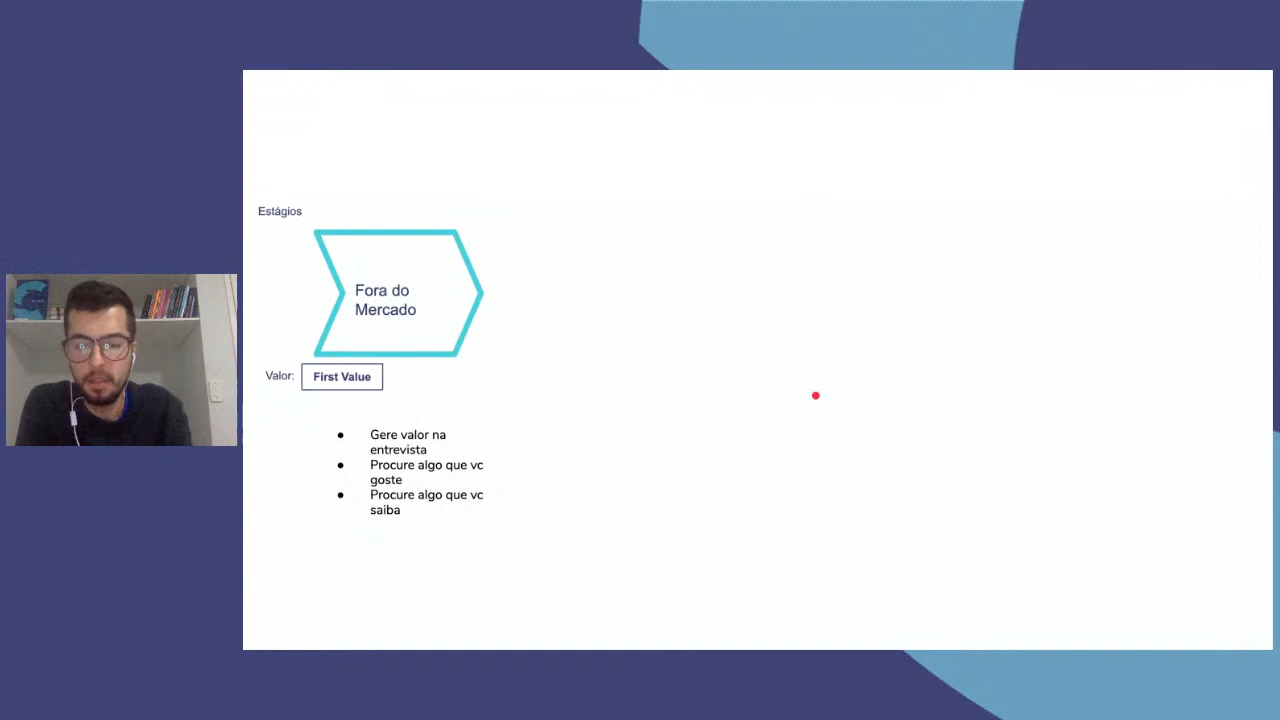 Estágios
Fora do
Mercado
Valor:
First Value
● Gere valor na
entrevista
● Procure algo que vc
goste
● Procure algo que vc
saiba